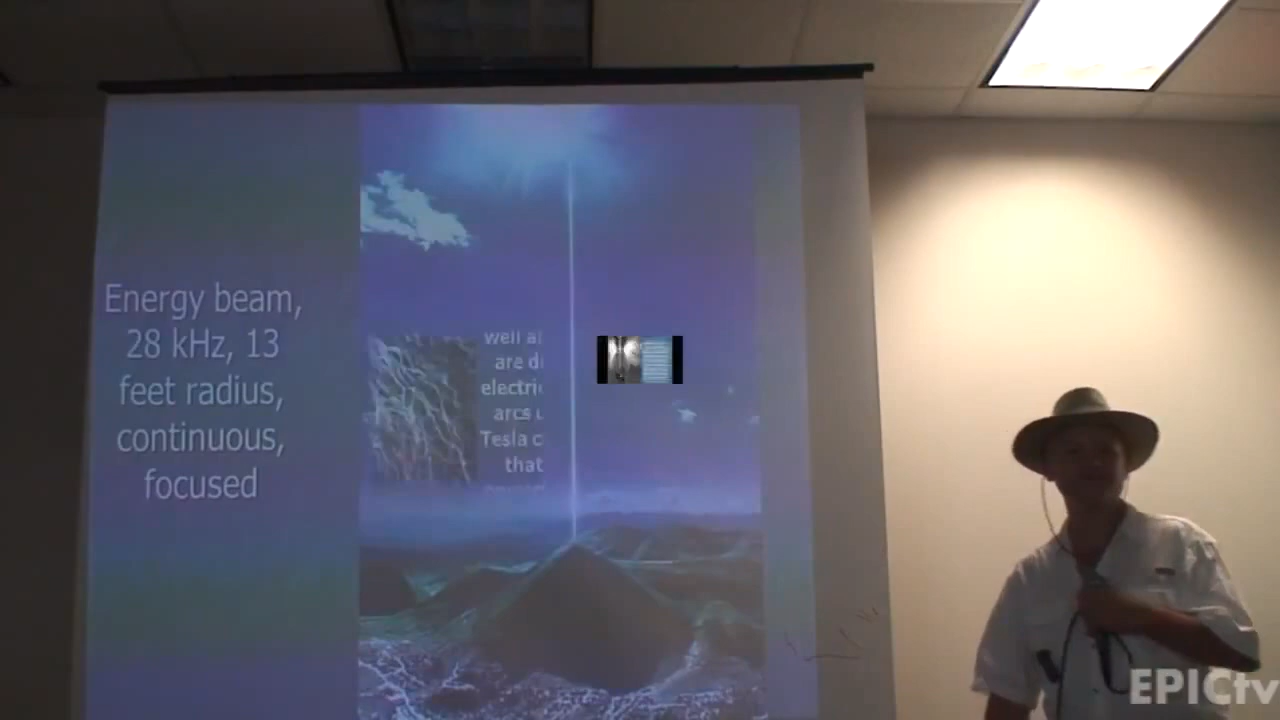 Energy beam,
28 kHz, 13
feet radius,
continuous,
focused
well a
are d
electri
arcs
Tesla c
that
EPICtv